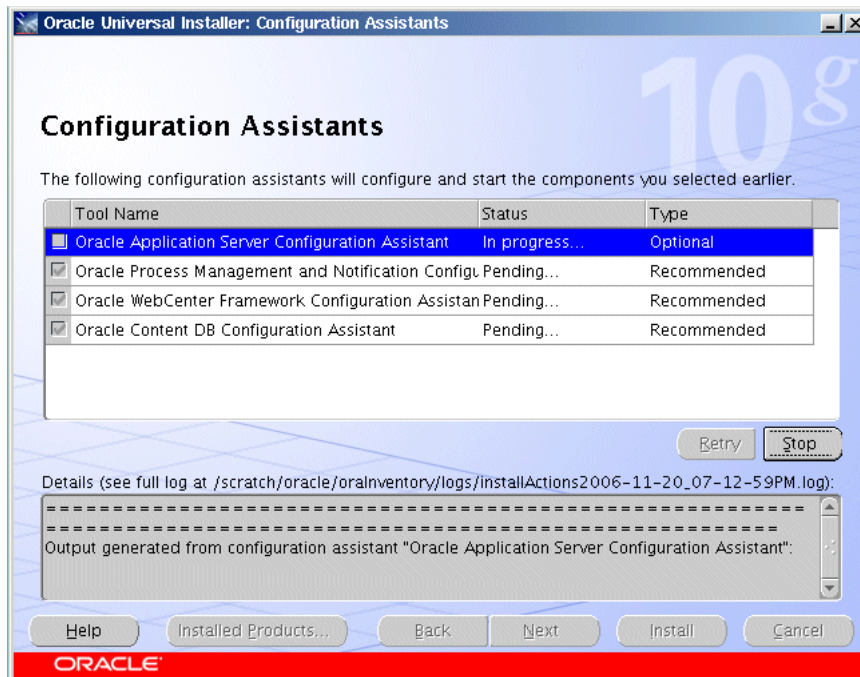 Oracle Universal Installer: Configuration Assistants
10g
Configuration Assistants
The following configuration assistants will configure and start the components you selected earlier.
Tool Name Status Type
Oracle Application Server Configuration Assistant In progress... Optional
Oracle Process Management and Notification Configu Pending... Recommended
Oracle WebCenter Framework Configuration Assistan Pending... Recommended
Oracle Content DB Configuration Assistant Pending... Recommended
Retry Stop
Details (see full log at /scratch/oracle/oraInventory/logs/installActions2006-11-20_07-12-59PM.log):
============================================================
==========================================================
Output generated from configuration assistant "Oracle Application Server Configuration Assistant":
Help Installed Products... Back Next Install Cancel
ORACLE